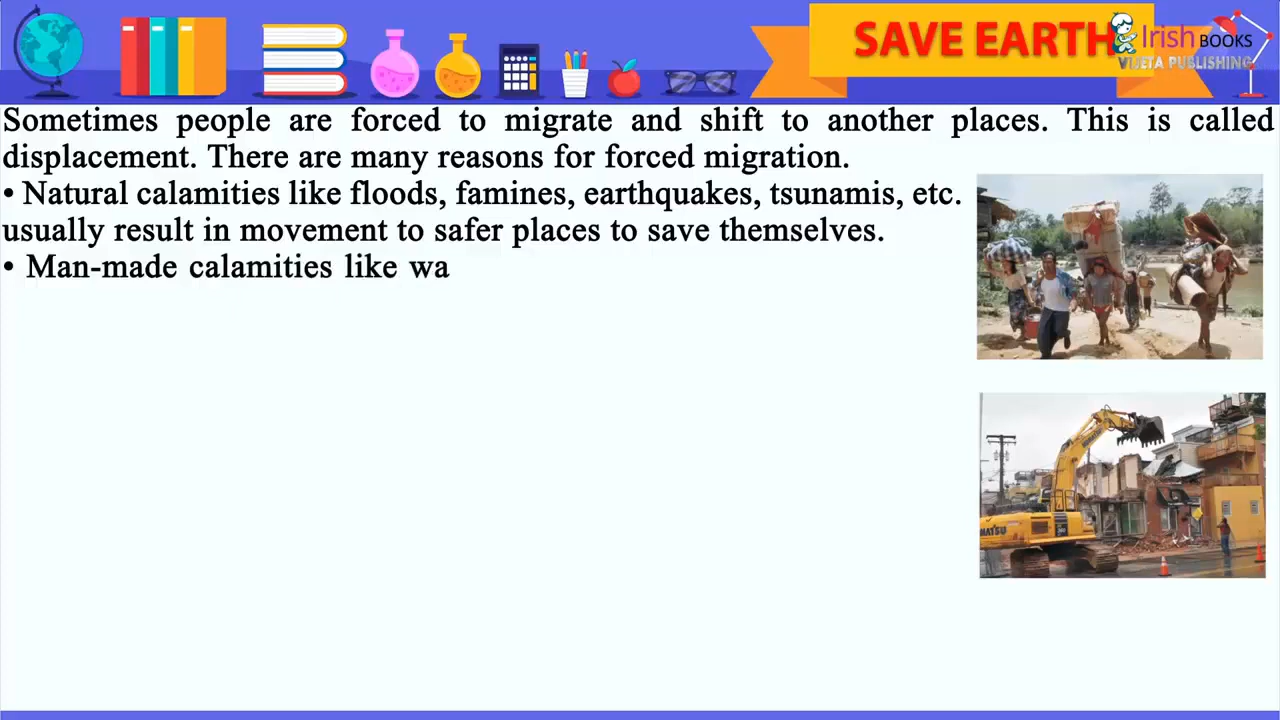 SAVE EARTH
Irish BOOKS
VIJETA PUBLISHING
Sometimes people are forced to migrate and shift to another places. This is called
displacement. There are many reasons for forced migration.
• Natural calamities like floods, famines, earthquakes, tsunamis, etc.
usually result in movement to safer places to save themselves.
• Man-made calamities like wa
KOMATSU